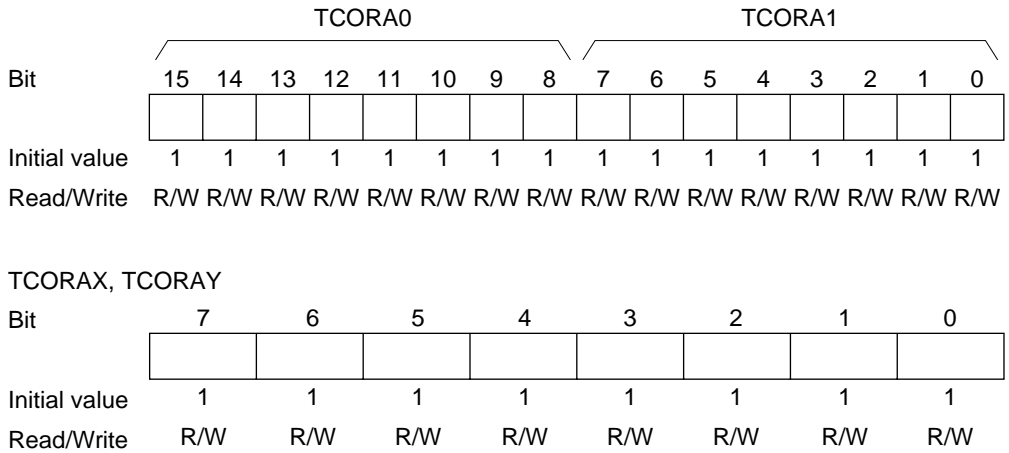 TCORA0 TCORA1
Bit 15 14 13 12 11 10 9 8 7 6 5 4 3 2 1 0
Initial value 1 1 1 1 1 1 1 1 1 1 1 1 1 1 1 1
Read/Write R/W R/W R/W R/W R/W R/W R/W R/W R/W R/W R/W R/W R/W R/W R/W R/W
TCORAX, TCORAY
Bit 7 6 5 4 3 2 1 0
Initial value 1 1 1 1 1 1 1 1
Read/Write R/W R/W R/W R/W R/W R/W R/W R/W